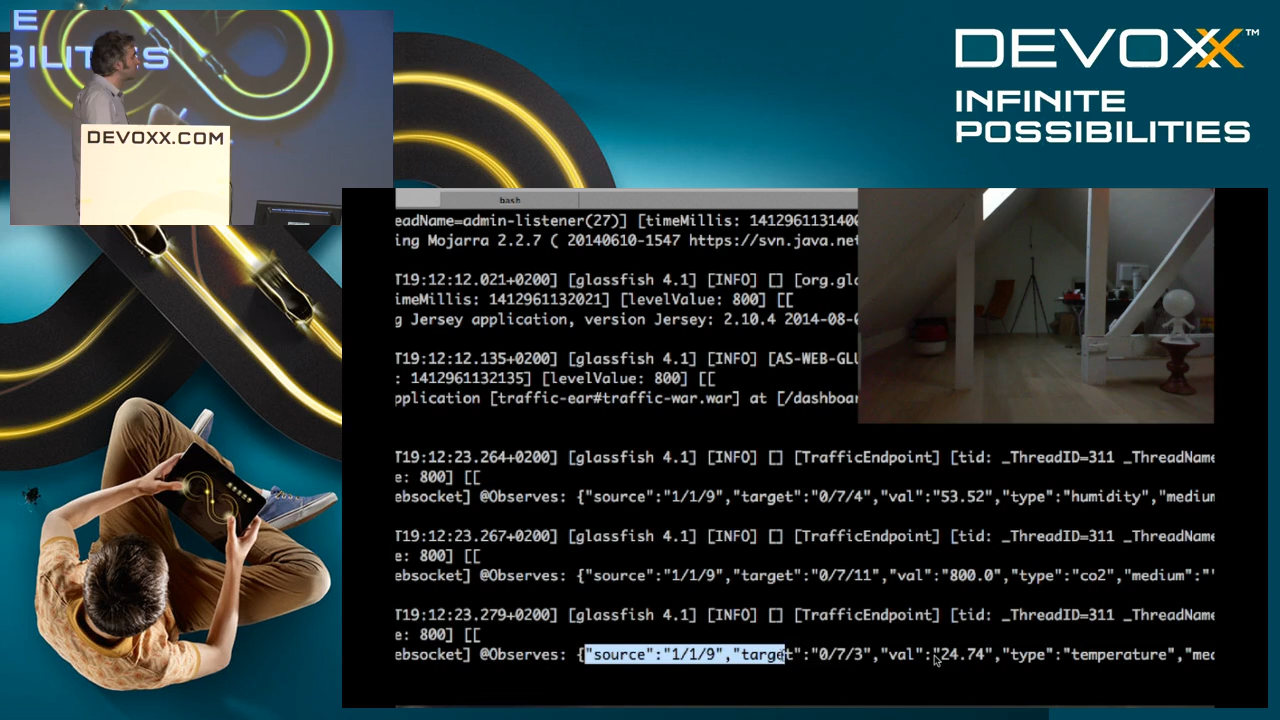 E
BILITIES
DEVOXX.COM
DEVOXX™
INFINITE
POSSIBILITIES
bash
eadName=admin-listener(27)] [timeMillis: 1412961131400
ing Mojarra 2.2.7 ( 20140610-1547 https://svn.java.net
T19:12:12.021+0200] [glassfish 4.1] [INFO] [] [org.gla
imeMillis: 1412961132021] [levelValue: 800] [[
g Jersey application, version Jersey: 2.10.4 2014-08-0
T19:12:12.135+0200] [glassfish 4.1] [INFO] [AS-WEB-GLU
: 1412961132135] [levelValue: 800] [[
pplication [traffic-ear#traffic-war.war] at [/dashboar
T19:12:23.264+0200] [glassfish 4.1] [INFO] [] [TrafficEndpoint] [tid: _ThreadID=311 _ThreadName
e: 800] [[
ebsocket] @Observes: {"source":"1/1/9","target":"0/7/4","val":"53.52","type":"humidity","medium
T19:12:23.267+0200] [glassfish 4.1] [INFO] [] [TrafficEndpoint] [tid: _ThreadID=311 _ThreadName
e: 800] [[
ebsocket] @Observes: {"source":"1/1/9","target":"0/7/11","val":"800.0","type":"co2","medium":""
T19:12:23.279+0200] [glassfish 4.1] [INFO] [] [TrafficEndpoint] [tid: _ThreadID=311 _ThreadName
e: 800] [[
ebsocket] @Observes: {"source":"1/1/9","target":"0/7/3","val":"24.74","type":"temperature","med